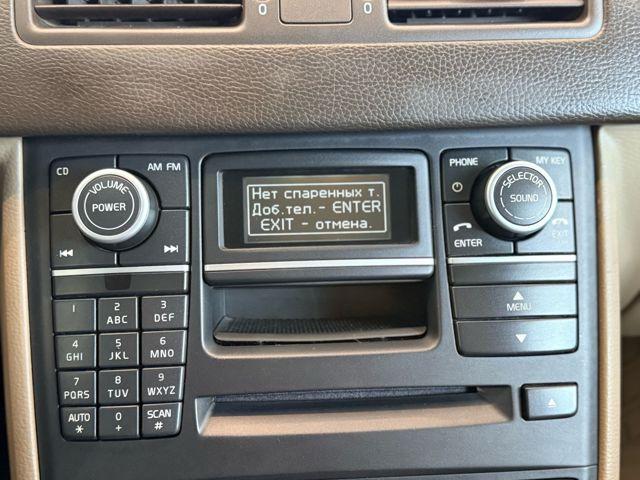 0
0
CD
AM FM
VOLUME
POWER
Нет спаренных т.
Доб.тел.- ENTER
EXIT - отмена.
PHONE
MY KEY
SELECTOR
SOUND
ENTER
EXIT
MENU
1
2 ABC
3 DEF
4 GHI
5 JKL
6 MNO
7 PQRS
8 TUV
9 WXYZ
AUTO *
0 +
SCAN #